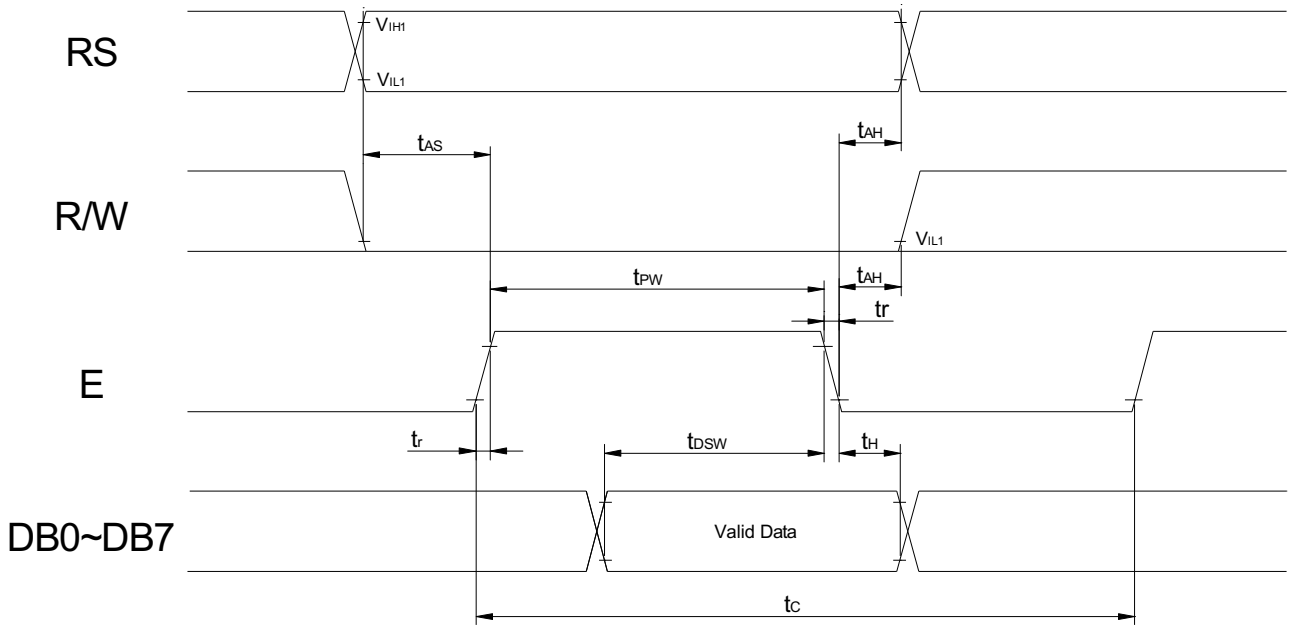 RS
VIH1
VIL1
tAS
tAH
R/W
VIL1
tPW
tAH
tr
E
tr
tDSW
tH
DB0~DB7
Valid Data
tC